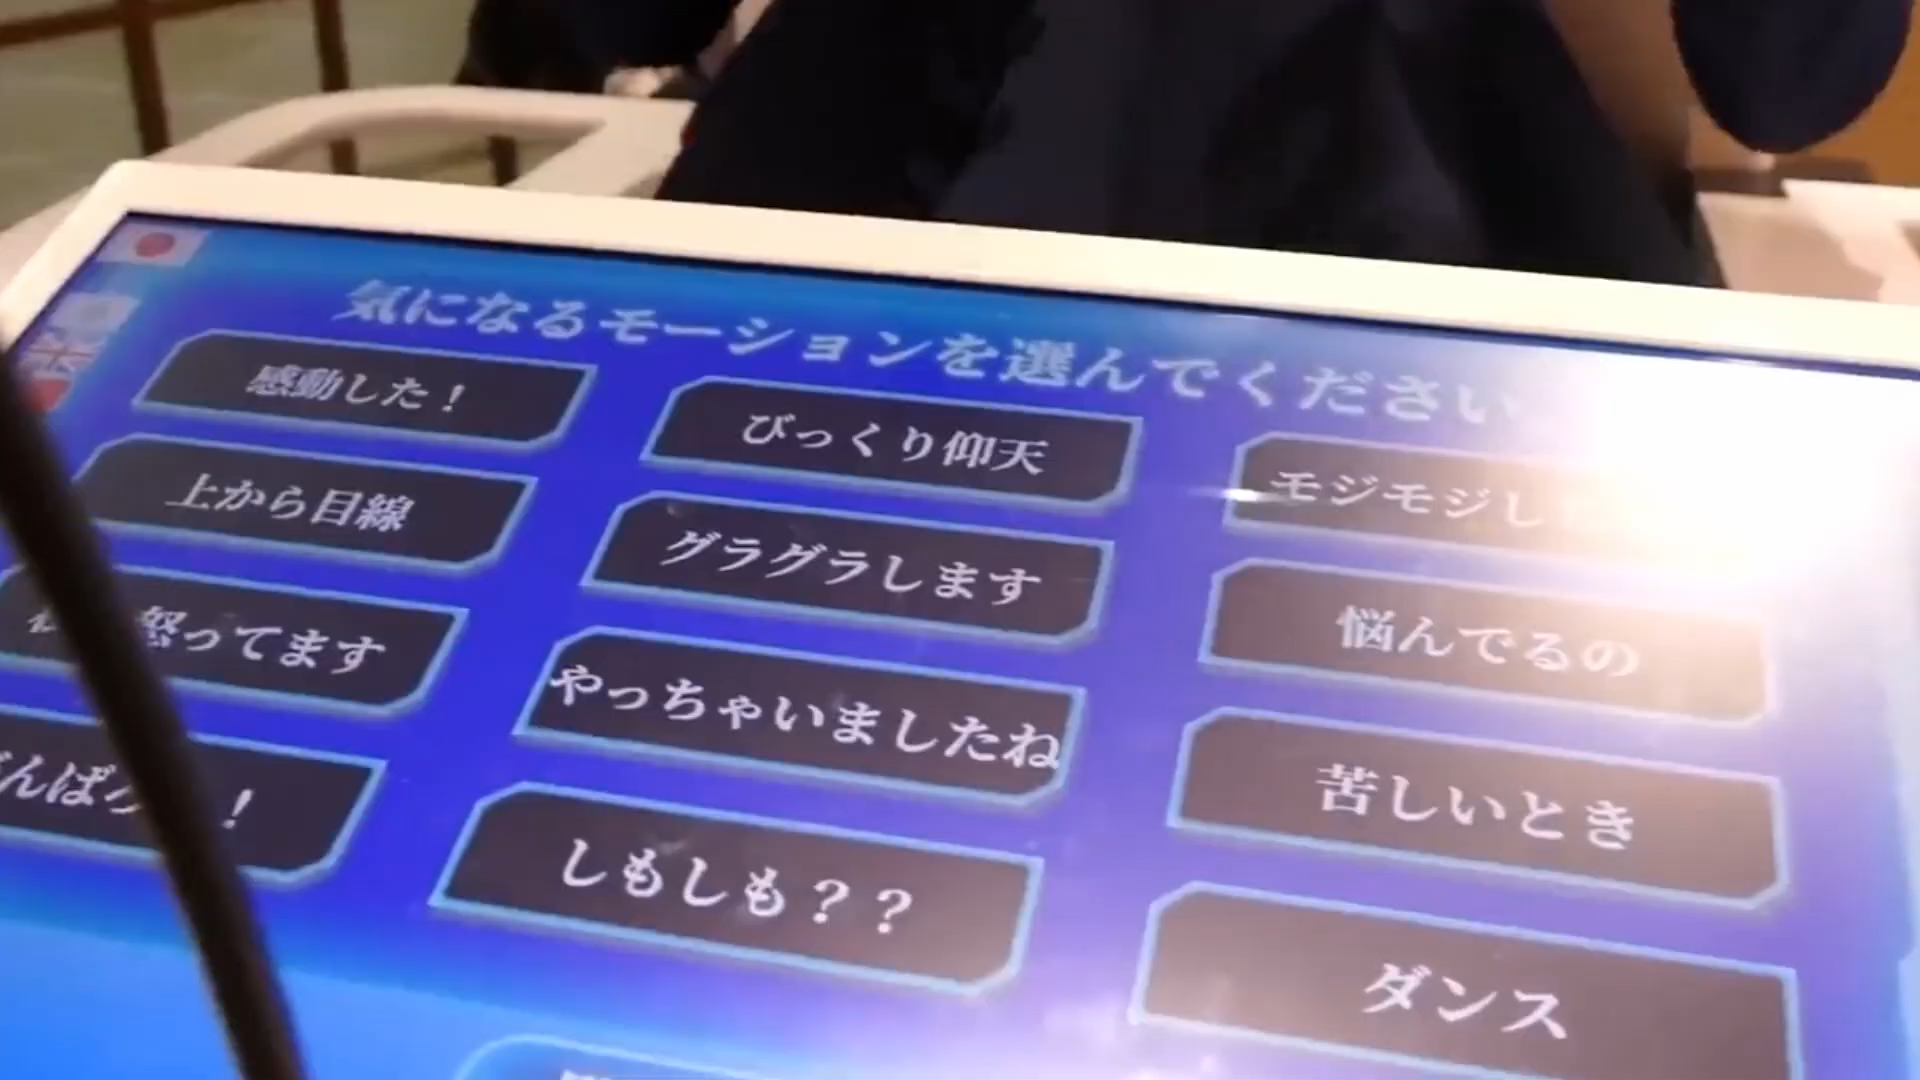 気になるモーションを選んでください
感動した！
びっくり仰天
モジモジし
上から目線
グラグラします
悩んでるの
怒ってます
やっちゃいましたね
苦しいとき
んば
！
しもしも？？
ダンス